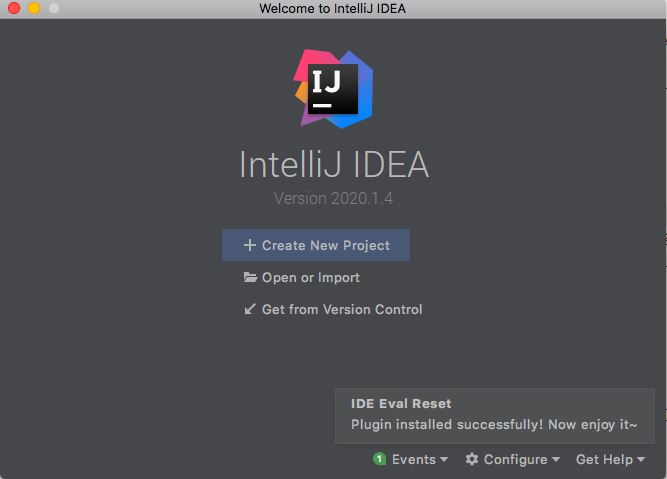 Welcome to IntelliJ IDEA
IJ
IntelliJ IDEA
Version 2020.1.4
Create New Project
Open or Import
Get from Version Control
IDE Eval Reset
Plugin installed successfully! Now enjoy it~
1 Events Configure Get Help